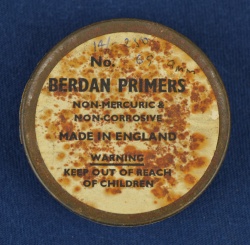 No.
BERDAN PRIMERS
NON-MERCURIC &
NON-CORROSIVE
MADE IN ENGLAND
WARNING
KEEP OUT OF REACH
OF CHILDREN